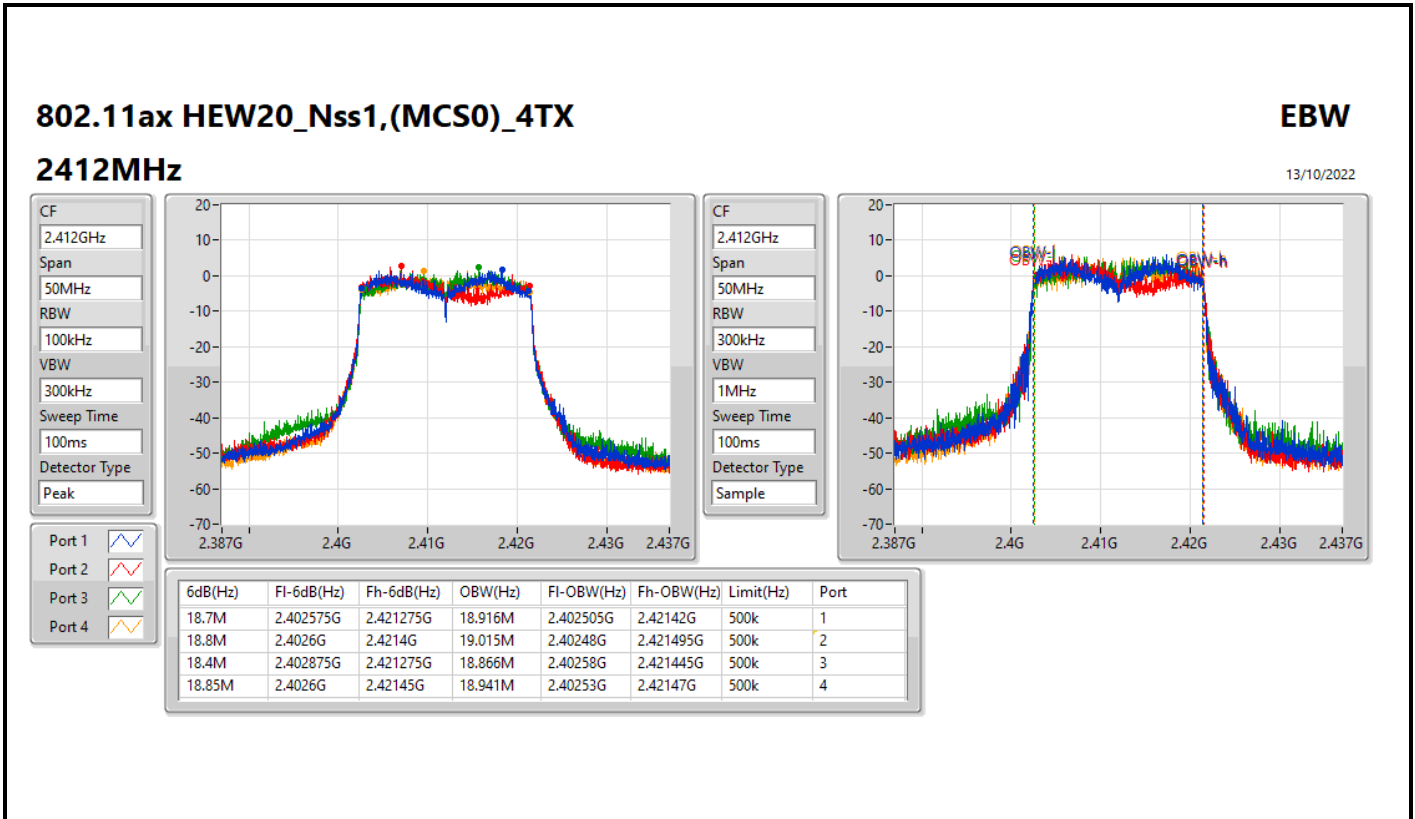 802.11ax HEW20_Nss1,(MCS0)_4TX
EBW
2412MHz
13/10/2022
CF
2.412GHz
Span
50MHz
RBW
100kHz
VBW
300kHz
Sweep Time
100ms
Detector Type
Peak
20
10
0
-10
-20
-30
-40
-50
-60
-70
2.387G 2.4G 2.41G 2.42G 2.43G 2.437G
CF
2.412GHz
Span
50MHz
RBW
300kHz
VBW
1MHz
Sweep Time
100ms
Detector Type
Sample
20
10
0
-10
-20
-30
-40
-50
-60
-70
OBW-l
OBW-h
2.387G 2.4G 2.41G 2.42G 2.43G 2.437G
Port 1
Port 2
Port 3
Port 4
6dB(Hz) Fl-6dB(Hz) Fh-6dB(Hz) OBW(Hz) Fl-OBW(Hz) Fh-OBW(Hz) Limit(Hz) Port
18.7M 2.402575G 2.421275G 18.916M 2.402505G 2.42142G 500k 1
18.8M 2.4026G 2.4214G 19.015M 2.40248G 2.421495G 500k 2
18.4M 2.402875G 2.421275G 18.866M 2.40258G 2.421445G 500k 3
18.85M 2.4026G 2.42145G 18.941M 2.40253G 2.42147G 500k 4